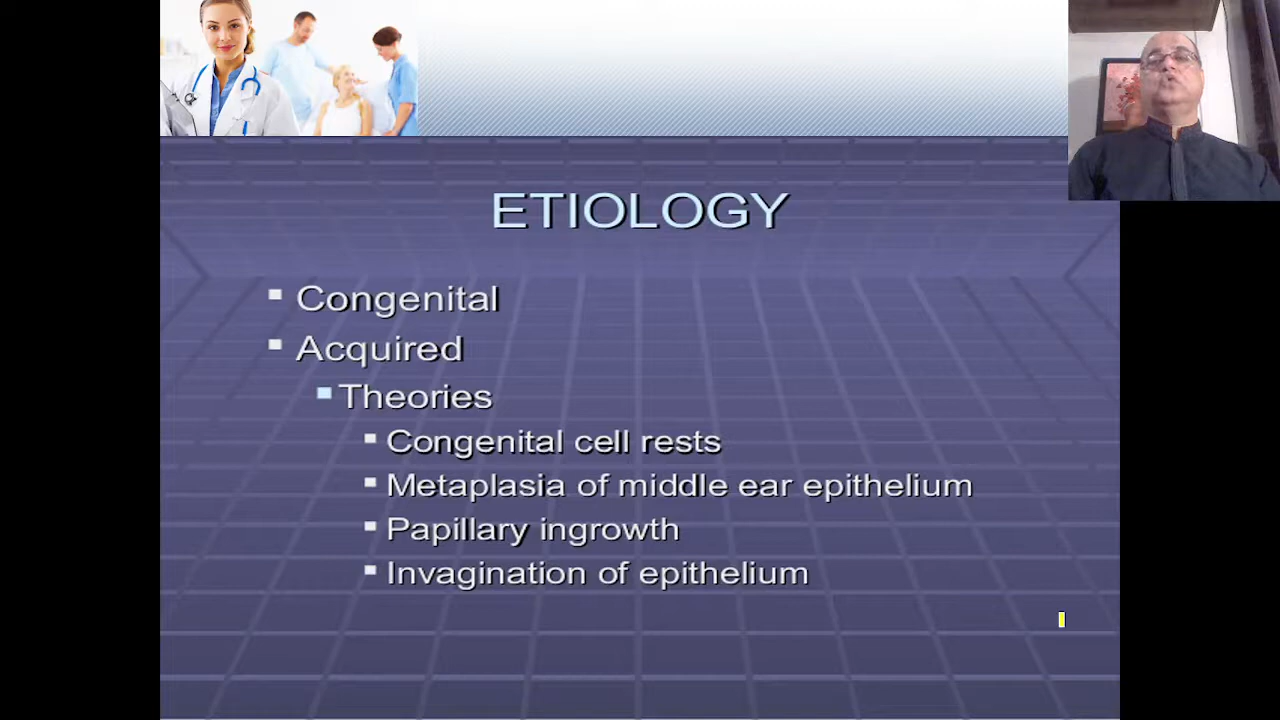 ETIOLOGY
Congenital
Acquired
Theories
Congenital cell rests
Metaplasia of middle ear epithelium
Papillary ingrowth
Invagination of epithelium